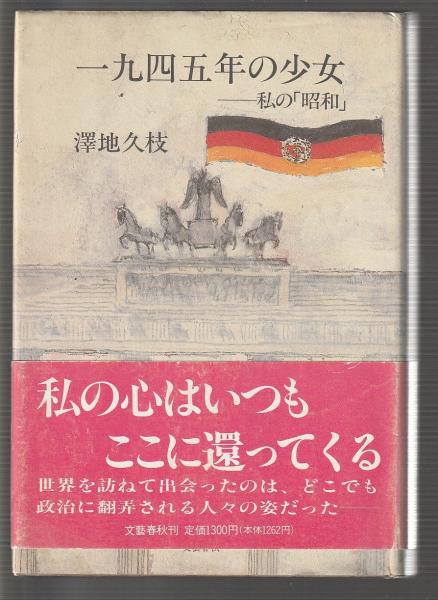 一九四五年の少女
——私の「昭和」
澤地久枝
私の心はいつも
ここに還ってくる
世界を訪ねて出会ったのは、どこでも
政治に翻弄される人々の姿だった——
文藝春秋刊 定価1300円(本体1262円)
文藝春秋